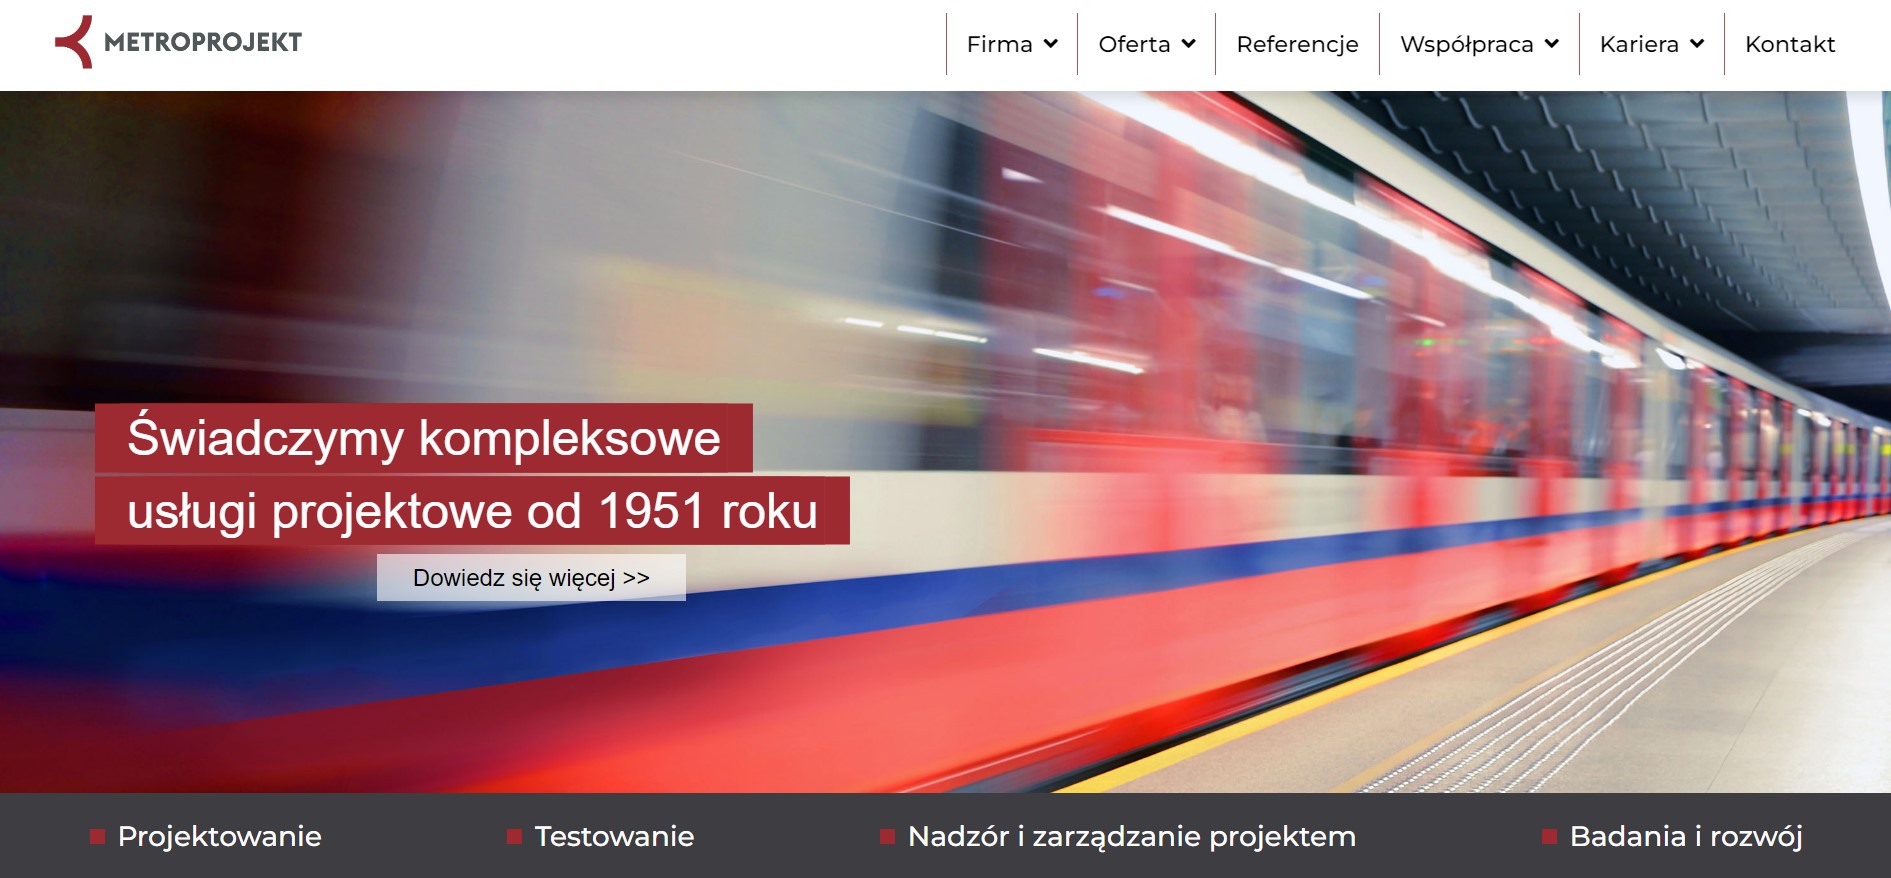 METROPROJEKT
Firma
Oferta
Referencje
Współpraca
Kariera
Kontakt
Świadczymy kompleksowe
usługi projektowe od 1951 roku
Dowiedz się więcej >>
Projektowanie
Testowanie
Nadzór i zarządzanie projektem
Badania i rozwój